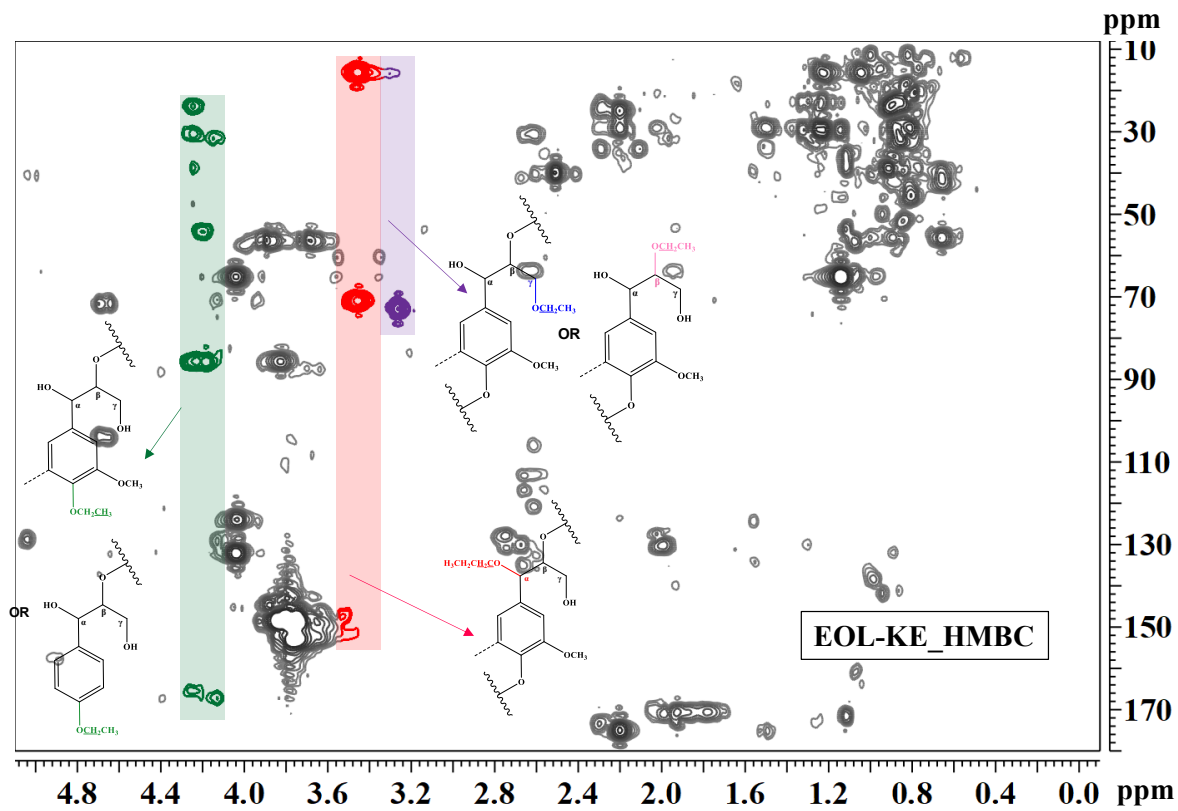 ppm
10
30
50
70
90
110
130
150
170
ppm
4.8
4.4
4.0
3.6
3.2
2.8
2.4
2.0
1.6
1.2
0.8
0.4
0.0
EOL-KE_HMBC
O
HO
β
α
γ
OCH₂CH₃
OCH₃
O
OR
OCH₂CH₃
HO
β
α
γ
OH
OCH₃
O
O
HO
β
α
γ
OH
OCH₃
OCH₂CH₃
OR
O
HO
β
α
γ
OH
OCH₂CH₃
O
H₃CH₂CH₂CO
β
α
γ
OH
OCH₃
O